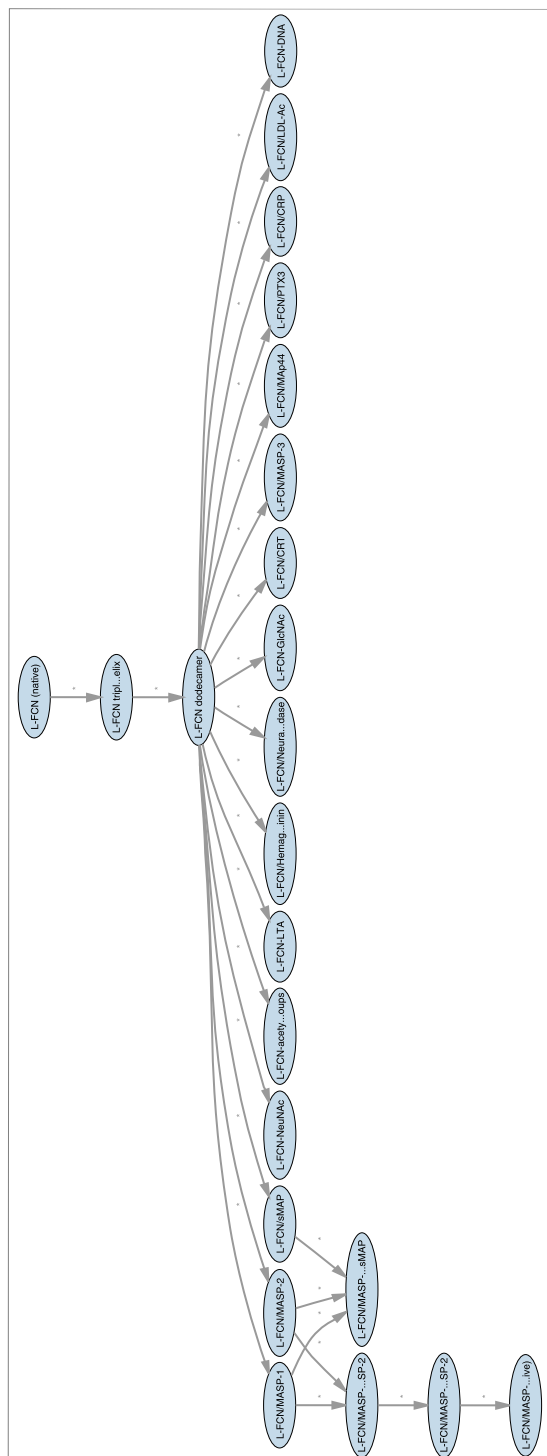 L-FCN (native)
L-FCN tripl...elix
L-FCN dodecamer
L-FCN/MASP-1
L-FCN/MASP-2
L-FCN/sMAP
L-FCN-NeuNAc
L-FCN-acety...oups
L-FCN-LTA
L-FCN/Hemag...inin
L-FCN/Neura...dase
L-FCN-GlcNAc
L-FCN/CRT
L-FCN/MASP-3
L-FCN/MAp44
L-FCN/PTX3
L-FCN/CRP
L-FCN/LDL-Ac
L-FCN-DNA
L-FCN/MASP-...SP-2
L-FCN/MASP-...sMAP
L-FCN/MASP-...SP-2
L-FCN/MASP-...ive)